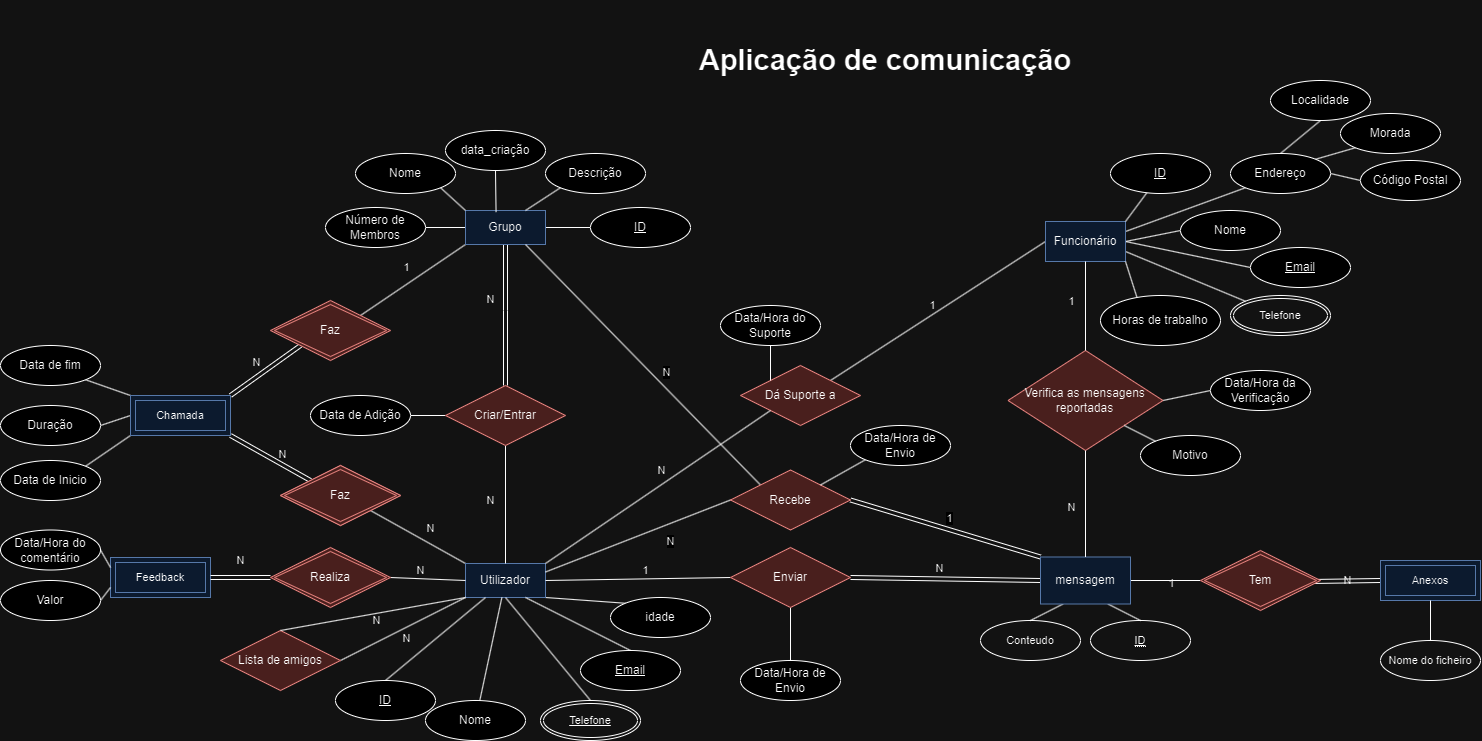 Aplicação de comunicação
Localidade
Morada
data_criação
Nome
Descrição
ID
Endereço
Código Postal
Número de
Membros
Grupo
ID
Nome
Funcionário
1
Email
N
1
1
Data/Hora do
Suporte
Horas de trabalho
Telefone
Faz
Data de fim
N
N
Dá Suporte a
Verifica as mensagens
reportadas
Data/Hora da
Verificação
Chamada
Data de Adição
Criar/Entrar
Duração
Data/Hora de
Envio
Motivo
N
N
Data de Inicio
Faz
N
Recebe
N
1
N
N
Data/Hora do
comentário
N
N
N
1
N
Feedback
Realiza
Utilizador
Enviar
mensagem
1
Tem
N
Anexos
Valor
N
idade
N
Conteudo
ID
Lista de amigos
Email
Nome do ficheiro
Data/Hora de
Envio
ID
Nome
Telefone